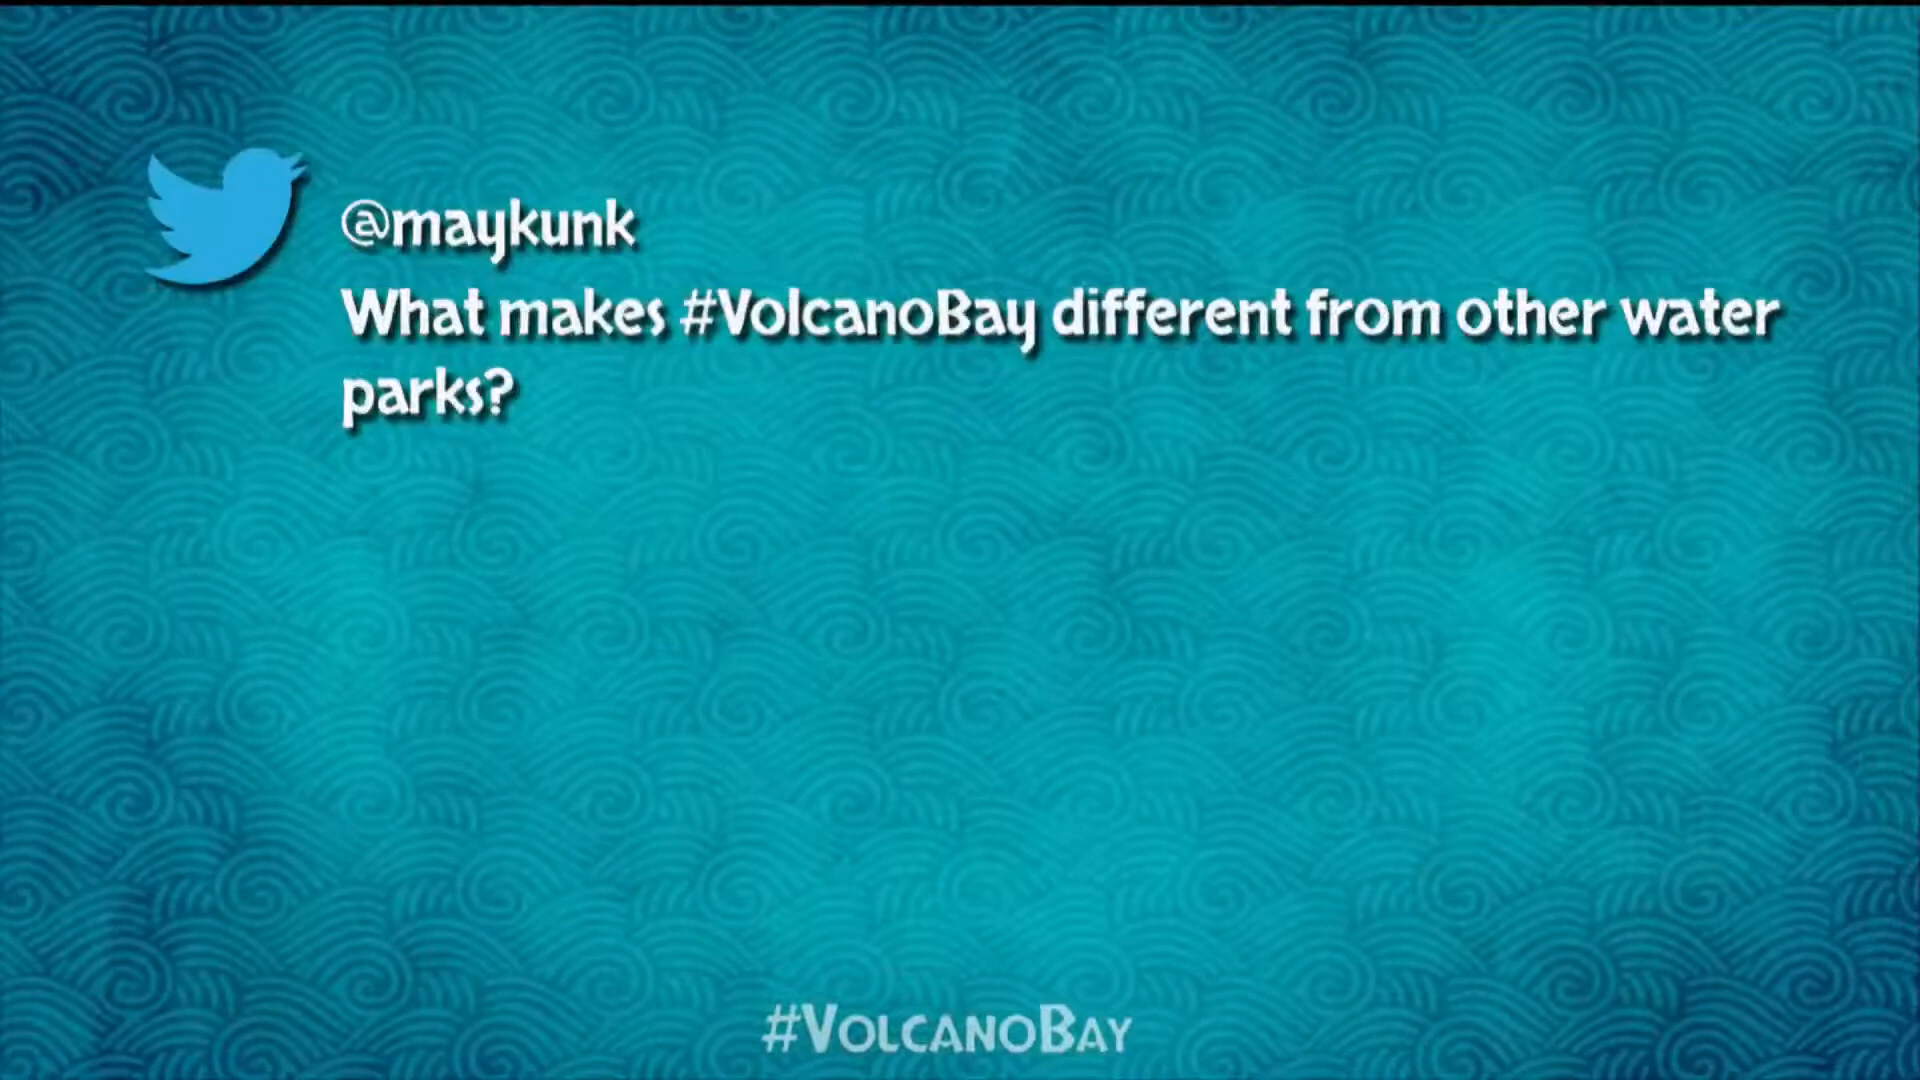 @maykunk
What makes #VolcanoBay different from other water
parks?
#VOLCANOBAY